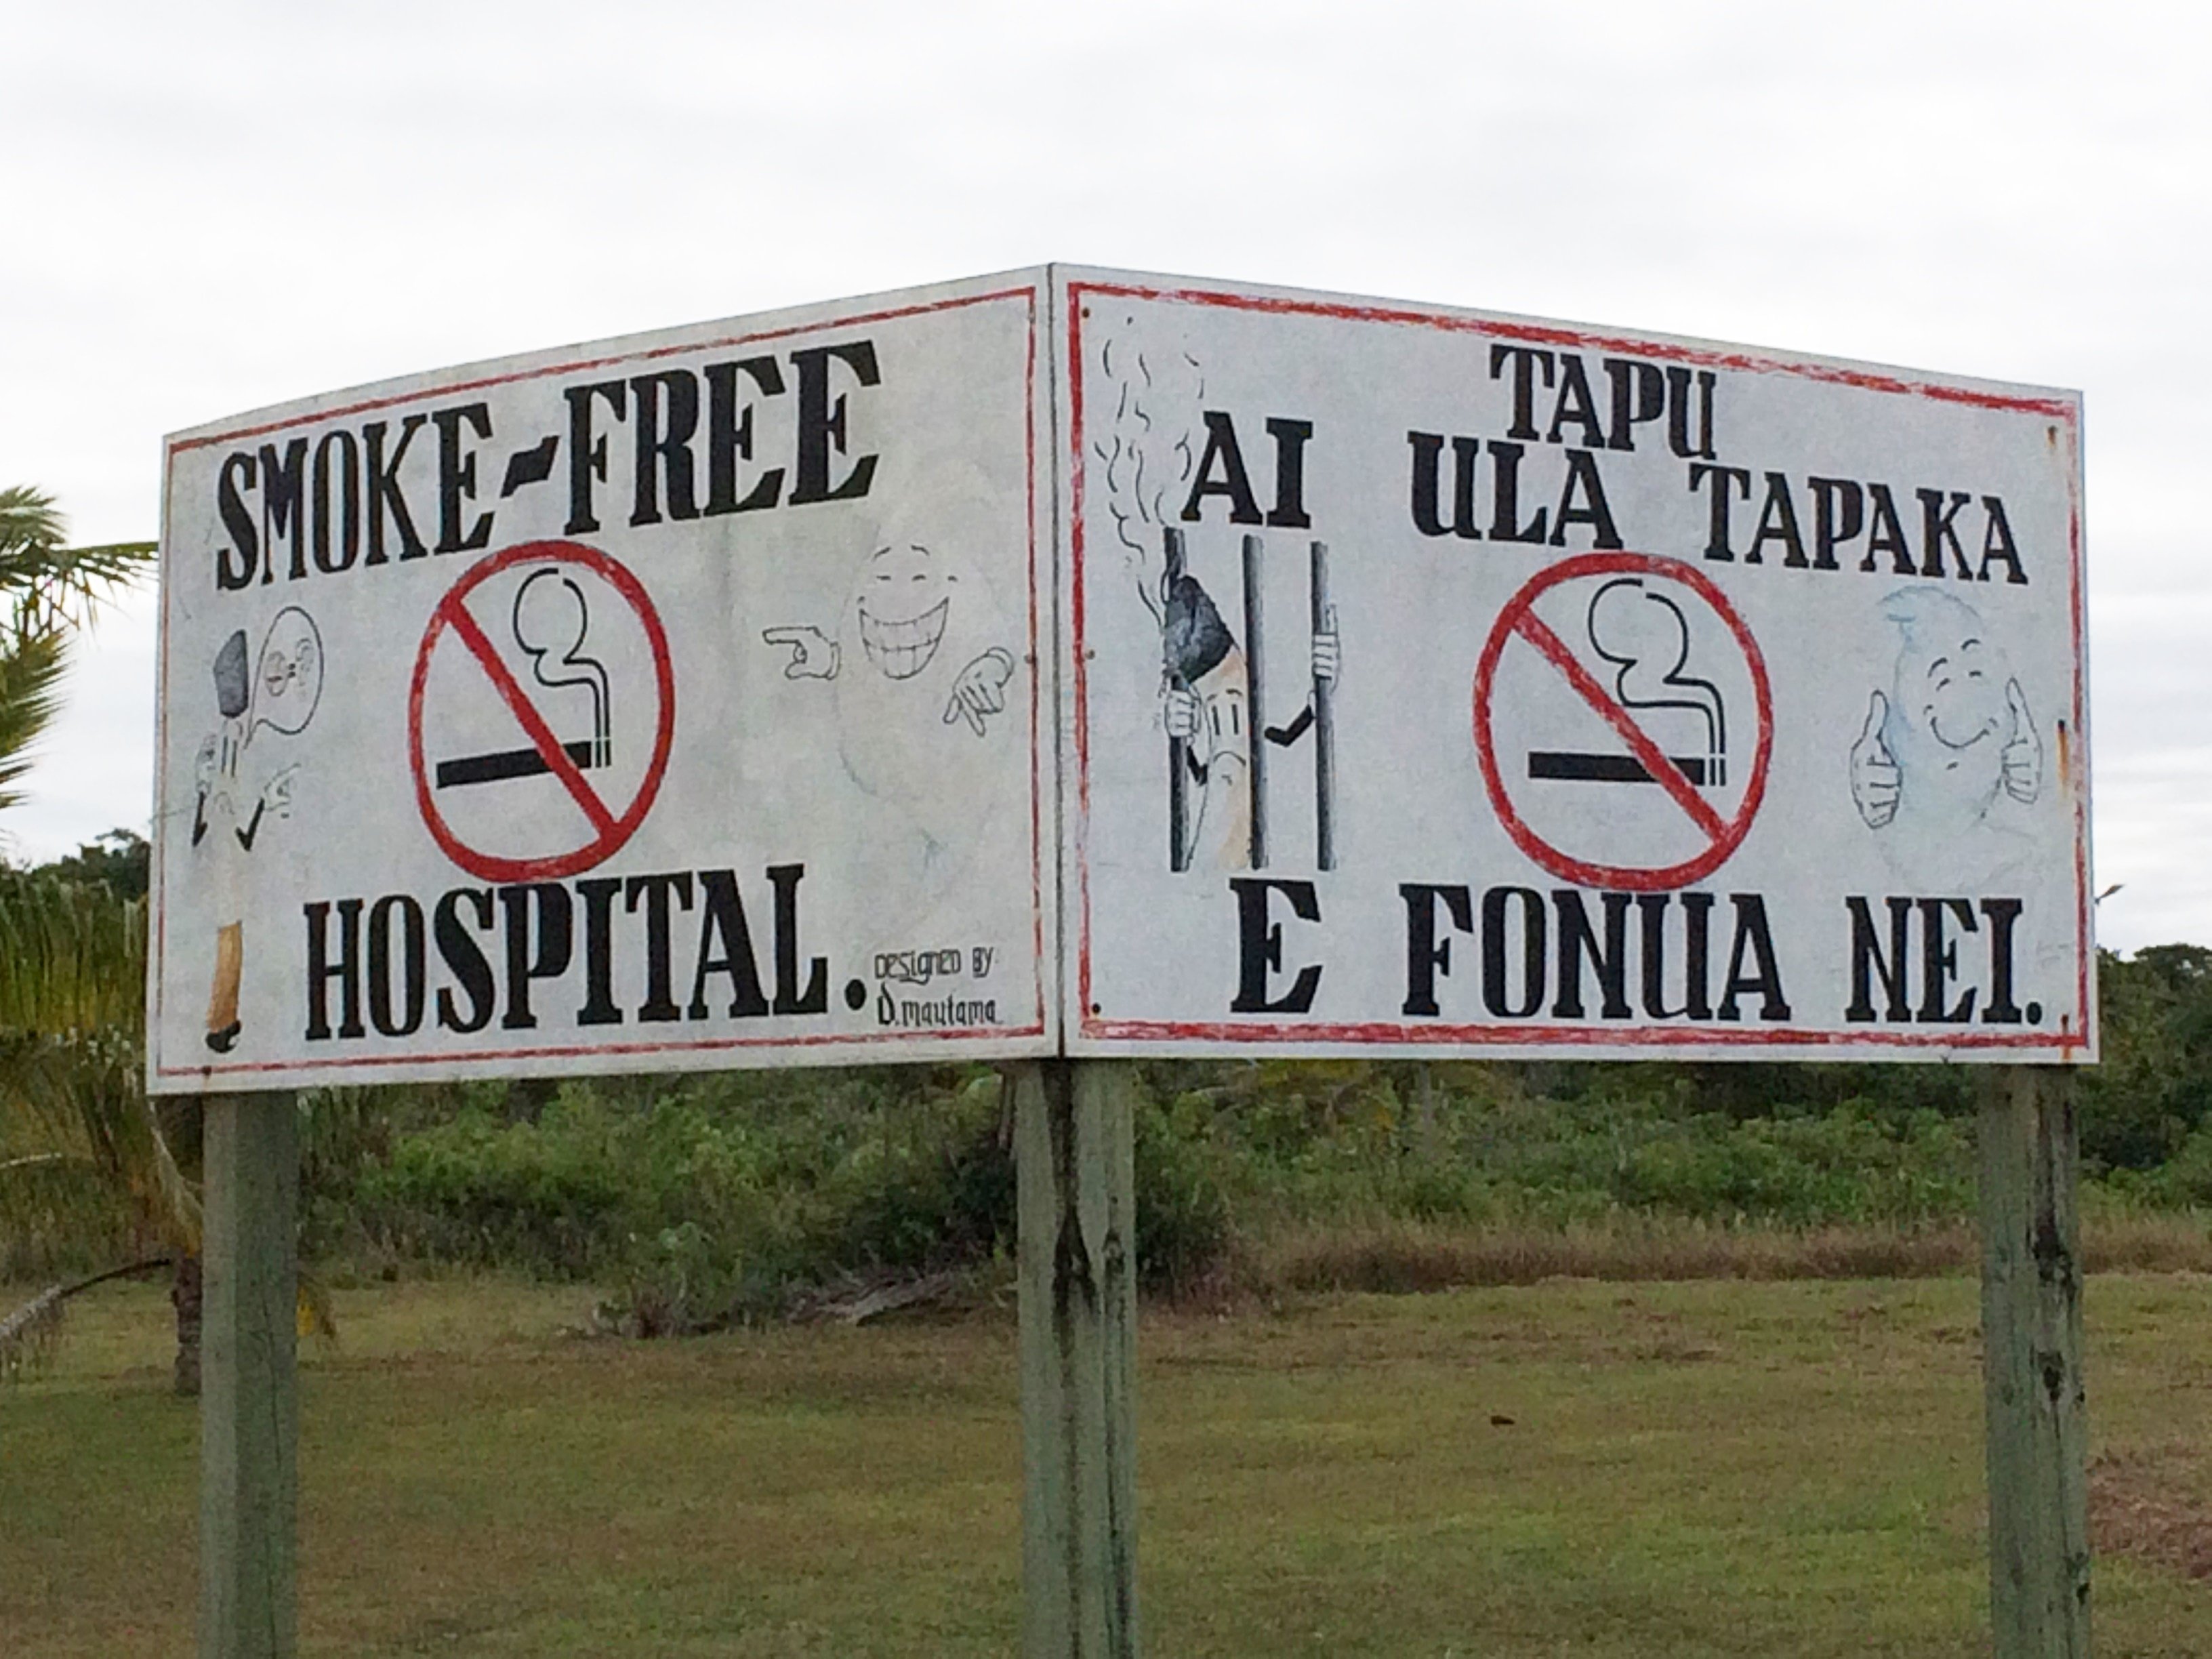 SMOKE-FREE
HOSPITAL.
DESIGNED BY
D.mautama
TAPU
AI ULA TAPAKA
E FONUA NEI.